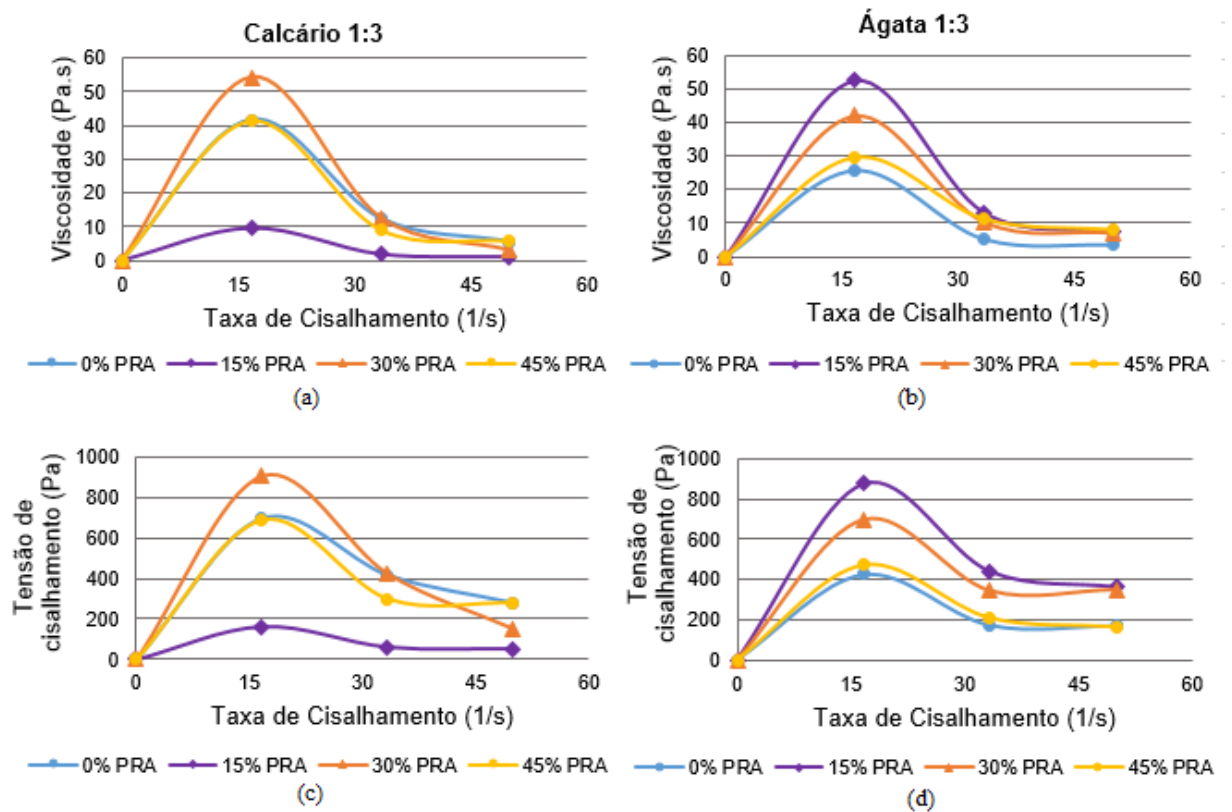 (a)
Calcário 1:3
Viscosidade (Pa.s)
60
50
40
30
20
10
0
0 15 30 45 60
Taxa de Cisalhamento (1/s)
0% PRA 15% PRA 30% PRA 45% PRA
(a)
Ágata 1:3
Viscosidade (Pa.s)
60
50
40
30
20
10
0
0 15 30 45 60
Taxa de Cisalhamento (1/s)
0% PRA 15% PRA 30% PRA 45% PRA
(b)
Tensão de
cisalhamento (Pa)
1000
800
600
400
200
0
0 15 30 45 60
Taxa de Cisalhamento (1/s)
0% PRA 15% PRA 30% PRA 45% PRA
(c)
Tensão de
cisalhamento (Pa)
1000
800
600
400
200
0
0 15 30 45 60
Taxa de Cisalhamento (1/s)
0% PRA 15% PRA 30% PRA 45% PRA
(d)